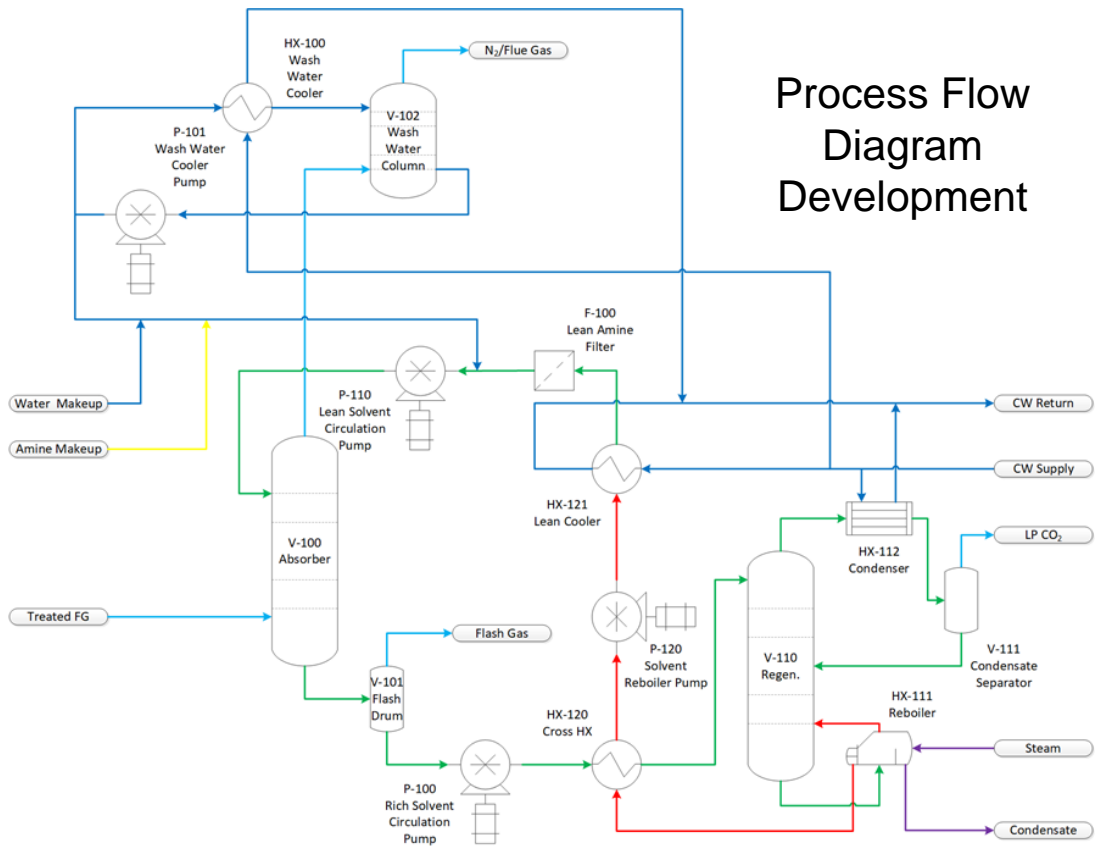 HX-100
Wash
Water
Cooler
N₂/Flue Gas
Process Flow
Diagram
Development
P-101
Wash Water
Cooler
Pump
V-102
Wash
Water
Column
F-100
Lean Amine
Filter
Water  Makeup
P-110
Lean Solvent
Circulation
Pump
CW Return
Amine Makeup
CW Supply
HX-121
Lean Cooler
V-100
Absorber
HX-112
Condenser
LP CO₂
Treated FG
Flash Gas
P-120
Solvent
Reboiler Pump
V-110
Regen.
V-111
Condensate
Separator
V-101
Flash
Drum
HX-120
Cross HX
HX-111
Reboiler
Steam
P-100
Rich Solvent
Circulation
Pump
Condensate